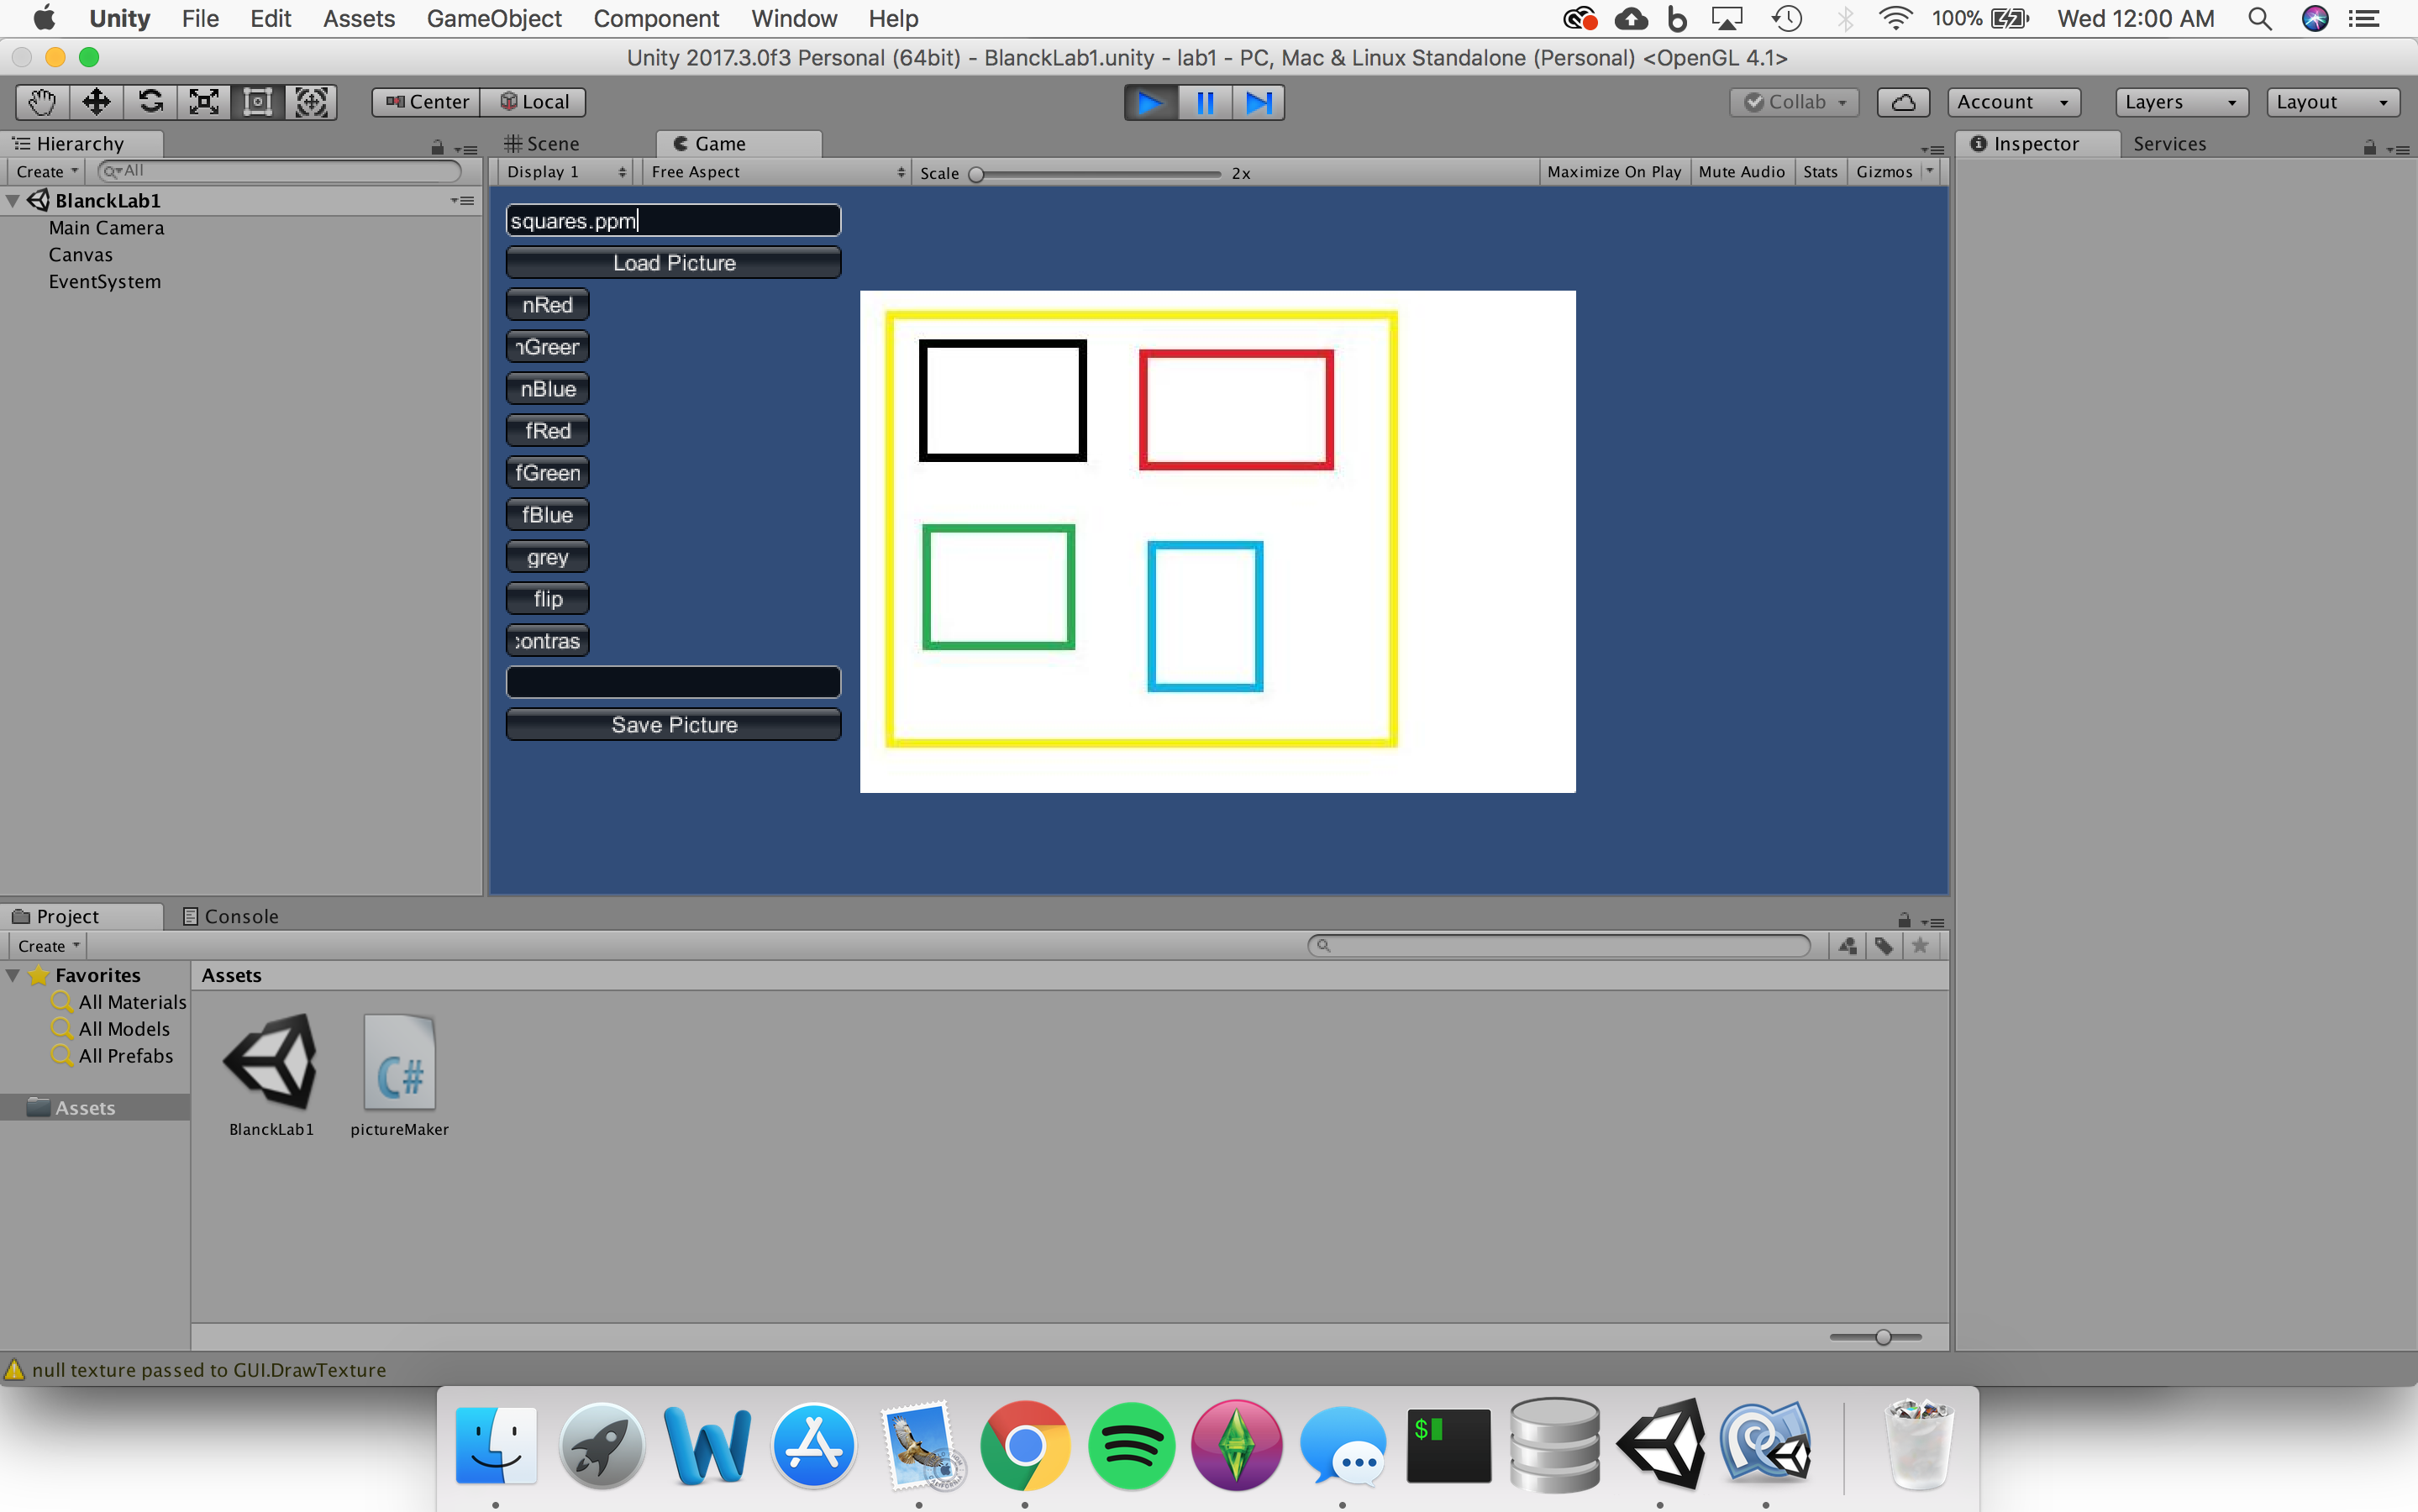 Unity File Edit Assets GameObject Component Window Help 100% Wed 12:00 AM
Unity 2017.3.0f3 Personal (64bit) - BlanckLab1.unity - lab1 - PC, Mac & Linux Standalone (Personal) <OpenGL 4.1>
Center Local Collab Account Layers Layout
Hierarchy
Create All
BlanckLab1
Main Camera
Canvas
EventSystem
Scene Game
Display 1 Free Aspect Scale 2x Maximize On Play Mute Audio Stats Gizmos
squares.ppm
Load Picture
nRed
nGreen
nBlue
fRed
fGreen
fBlue
grey
flip
contras
Save Picture
Inspector Services
Project Console
Create
Favorites
All Materials
All Models
All Prefabs
Assets
Assets
BlanckLab1 pictureMaker
C#
null texture passed to GUI.DrawTexture
$